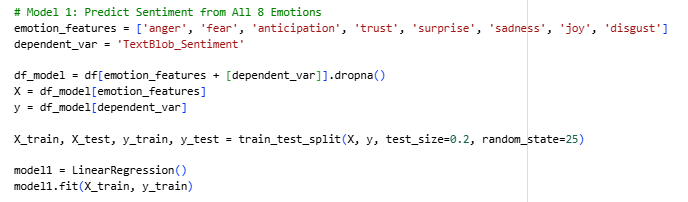 # Model 1: Predict Sentiment from All 8 Emotions
emotion_features = ['anger', 'fear', 'anticipation', 'trust', 'surprise', 'sadness', 'joy', 'disgust']
dependent_var = 'TextBlob_Sentiment'
df_model = df[emotion_features + [dependent_var]].dropna()
X = df_model[emotion_features]
y = df_model[dependent_var]
X_train, X_test, y_train, y_test = train_test_split(X, y, test_size=0.2, random_state=25)
model1 = LinearRegression()
model1.fit(X_train, y_train)